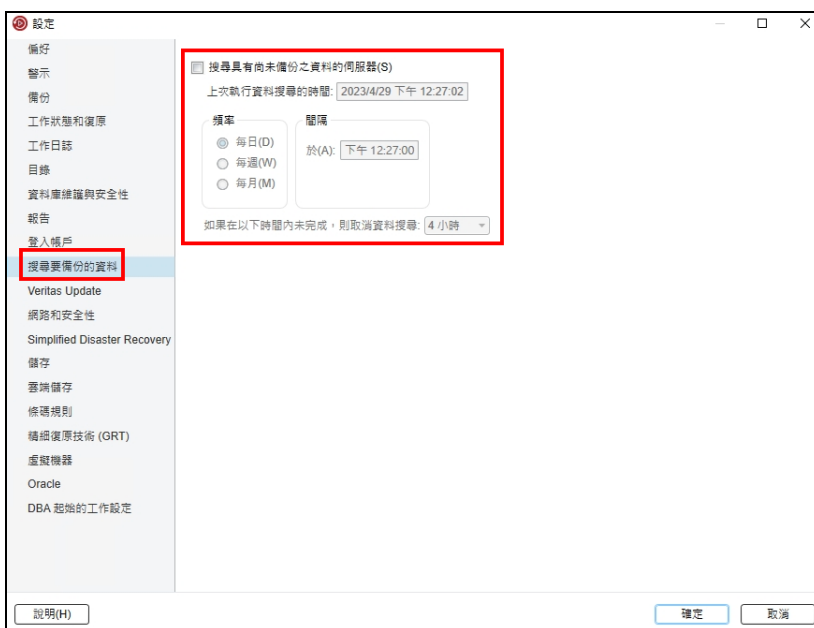 設定
偏好
警示
備份
工作狀態和復原
工作日誌
目錄
資料庫維護與安全性
報告
登入帳戶
搜尋要備份的資料
Veritas Update
網路和安全性
Simplified Disaster Recovery
儲存
雲端儲存
條碼規則
精細復原技術 (GRT)
虛擬機器
Oracle
DBA 起始的工作設定
搜尋具有尚未備份之資料的伺服器(S)
上次執行資料搜尋的時間: 2023/4/29 下午 12:27:02
頻率
每日(D)
每週(W)
每月(M)
間隔
於(A): 下午 12:27:00
如果在以下時間內未完成，則取消資料搜尋: 4 小時
說明(H)
確定
取消